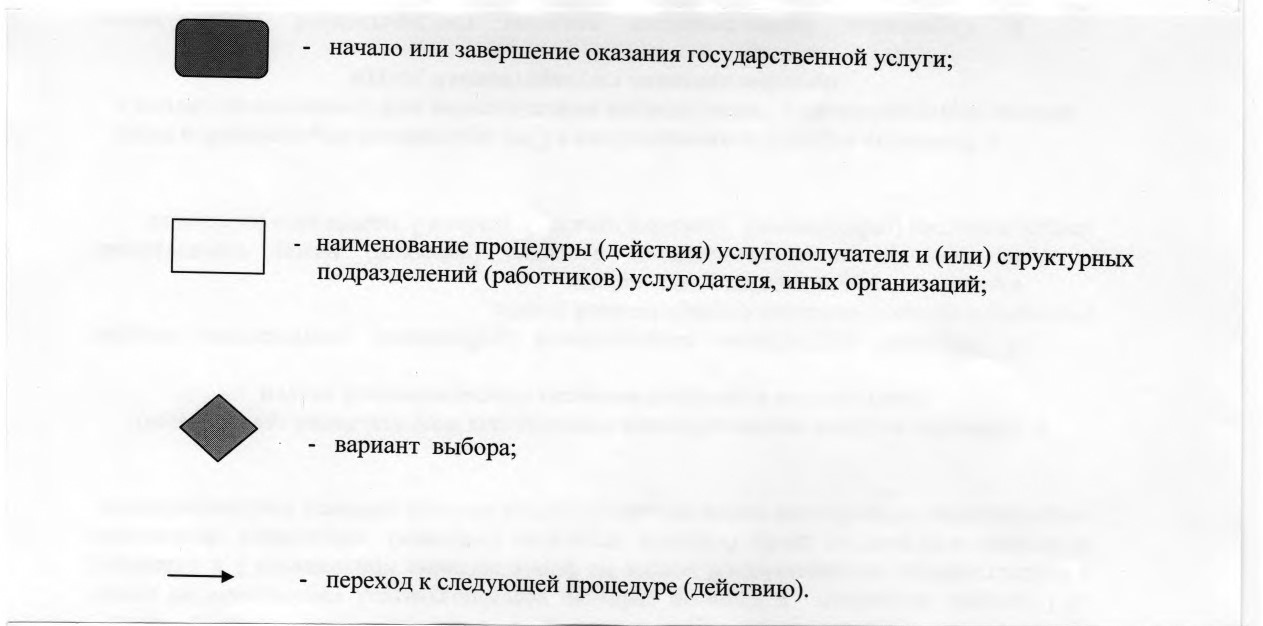 - начало или завершение оказания государственной услуги;
- наименование процедуры (действия) услугополучателя и (или) структурных
подразделений (работников) услугодателя, иных организаций;
- вариант выбора;
- переход к следующей процедуре (действию).